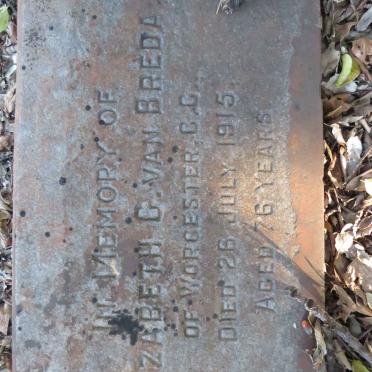 IN MEMORY OF
ZABETH C. VAN BREDA
OF WORCESTER, C.C.
DIED 26 JULY 1915.
AGED 76 YEARS